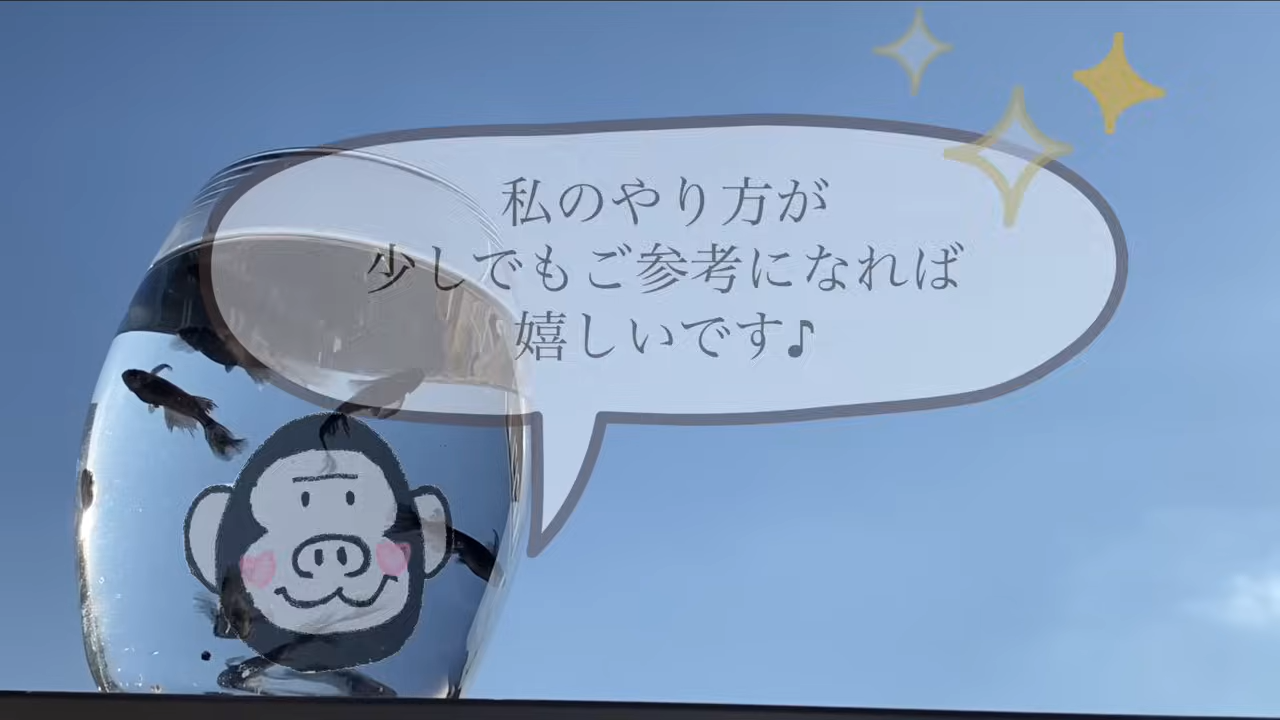 私のやり方が
少しでもご参考になれば
嬉しいです♪